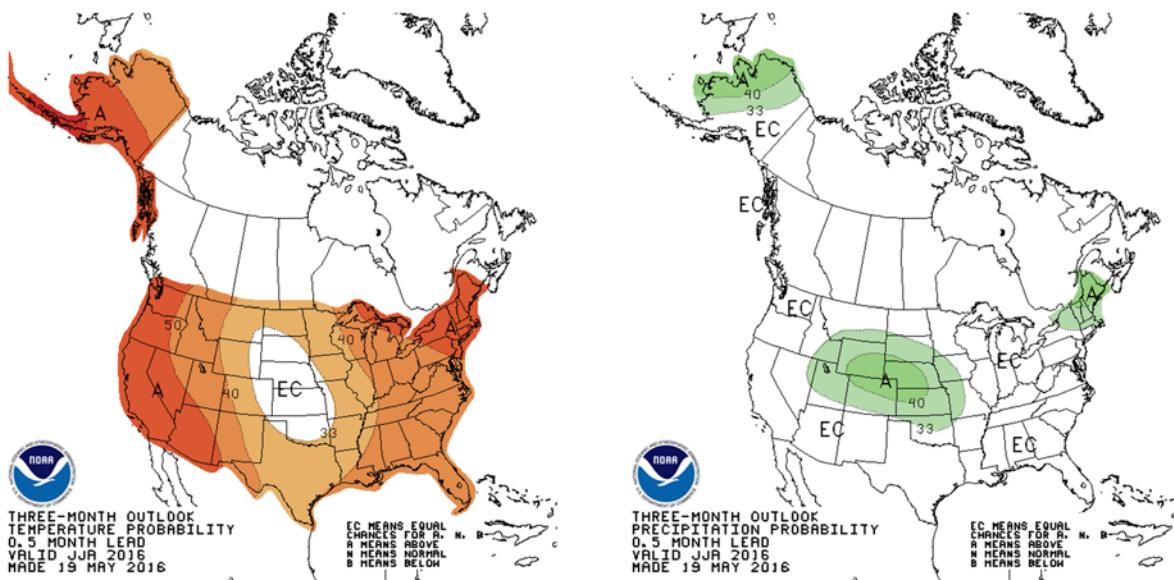 A
50
40
A
A
EC
40
33
NOAA
THREE-MONTH OUTLOOK
TEMPERATURE PROBABILITY
0.5 MONTH LEAD
VALID JJA 2016
MADE 19 MAY 2016
EC MEANS EQUAL
CHANCES FOR A, N, B
A MEANS ABOVE
N MEANS NORMAL
B MEANS BELOW
A
40
33
EC
EC
A
EC
EC
A
40
33
EC
EC
NOAA
THREE-MONTH OUTLOOK
PRECIPITATION PROBABILITY
0.5 MONTH LEAD
VALID JJA 2016
MADE 19 MAY 2016
EC MEANS EQUAL
CHANCES FOR A, N, B
A MEANS ABOVE
N MEANS NORMAL
B MEANS BELOW